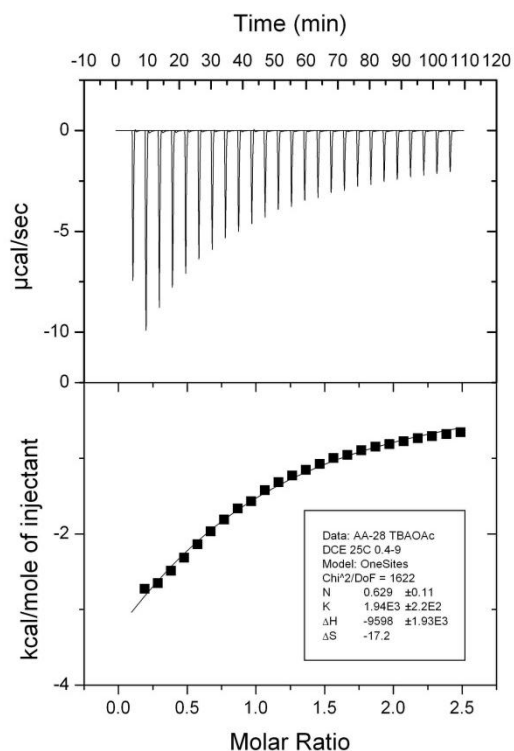 Time (min)
-10 0 10 20 30 40 50 60 70 80 90 100 110 120
0
-5
-10
µcal/sec
0
-2
-4
kcal/mole of injectant
Data: AA-28 TBAOAc
DCE 25C 0.4-9
Model: OneSites
Chi^2/DoF = 1622
N 0.629 ±0.11
K 1.94E3 ±2.2E2
ΔH -9598 ±1.93E3
ΔS -17.2
0.0 0.5 1.0 1.5 2.0 2.5
Molar Ratio